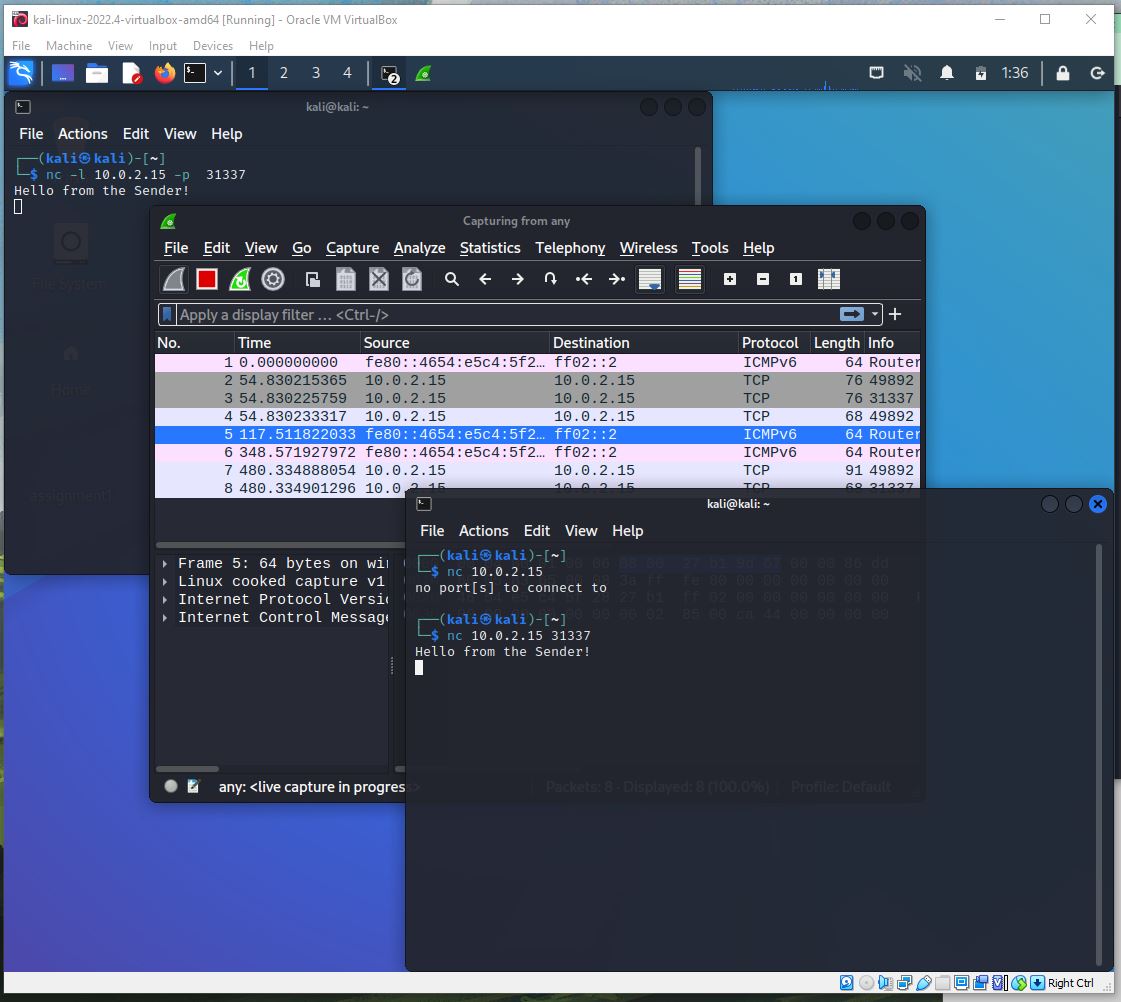 kali-linux-2022.4-virtualbox-amd64 [Running] - Oracle VM VirtualBox
File Machine View Input Devices Help
1 2 3 4 2 1:36
kali@kali: ~
File Actions Edit View Help
┌──(kali㉿kali)-[~]
└─$ nc -l 10.0.2.15 -p  31337
Hello from the Sender!
File System
Home
assignment1
Capturing from any
File Edit View Go Capture Analyze Statistics Telephony Wireless Tools Help
Apply a display filter … <Ctrl-/>
No. Time Source Destination Protocol Length Info
1 0.000000000 fe80::4654:e5c4:5f2… ff02::2 ICMPv6 64 Router
2 54.830215365 10.0.2.15 10.0.2.15 TCP 76 49892
3 54.830225759 10.0.2.15 10.0.2.15 TCP 76 31337
4 54.830233317 10.0.2.15 10.0.2.15 TCP 68 49892
5 117.511822033 fe80::4654:e5c4:5f2… ff02::2 ICMPv6 64 Router
6 348.571927972 fe80::4654:e5c4:5f2… ff02::2 ICMPv6 64 Router
7 480.334888054 10.0.2.15 10.0.2.15 TCP 91 49892
8 480.334901296 10.0.2.15 10.0.2.15 TCP 68 31337
Frame 5: 64 bytes on wir
Linux cooked capture v1
Internet Protocol Versio
Internet Control Message
any: <live capture in progress>
Packets: 8 · Displayed: 8 (100.0%)
Profile: Default
kali@kali: ~
File Actions Edit View Help
┌──(kali㉿kali)-[~]
└─$ nc 10.0.2.15
no port[s] to connect to
┌──(kali㉿kali)-[~]
└─$ nc 10.0.2.15 31337
Hello from the Sender!
Right Ctrl